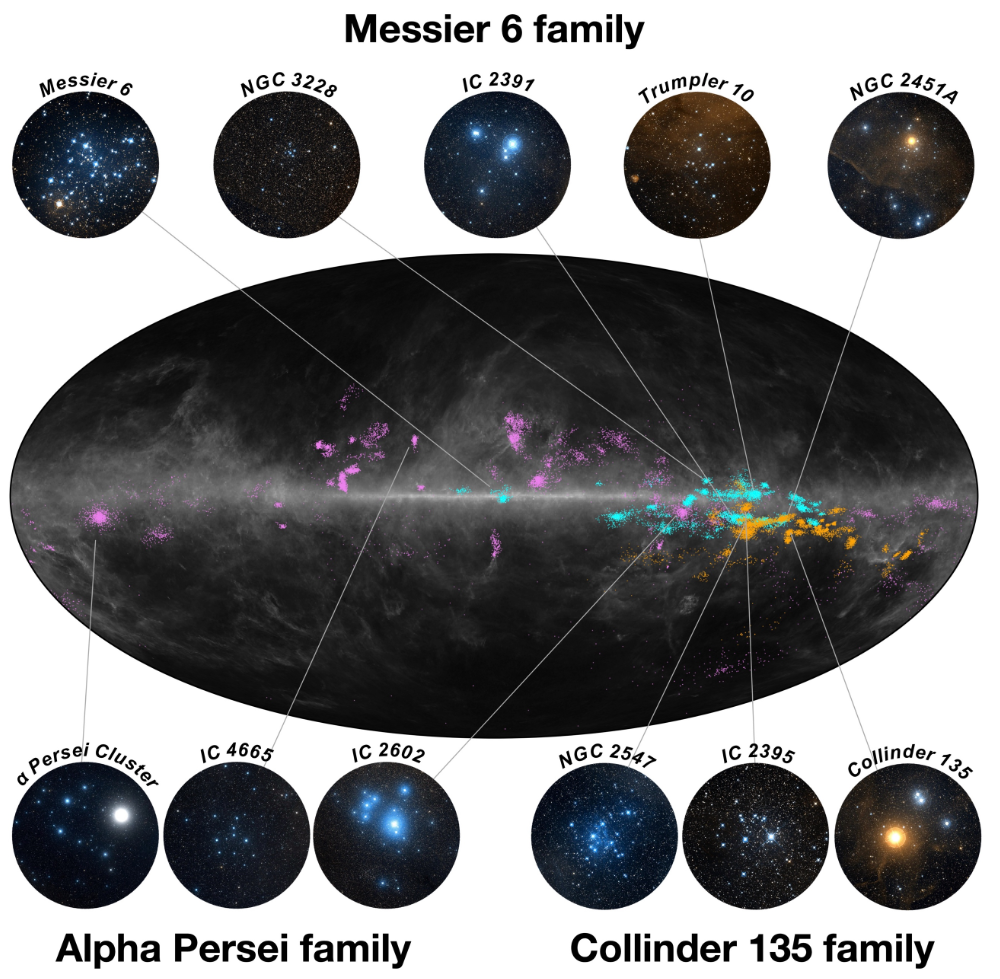 Messier 6 family
Messier 6
NGC 3228
IC 2391
Trumpler 10
NGC 2451A
α Persei Cluster
IC 4665
IC 2602
NGC 2547
IC 2395
Collinder 135
Alpha Persei family
Collinder 135 family